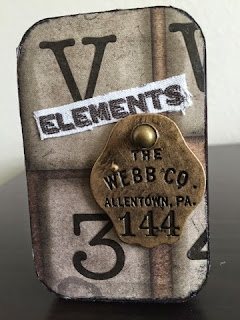 V
ELEMENTS
THE
WEBB CO.
ALLENTOWN, PA.
144
3